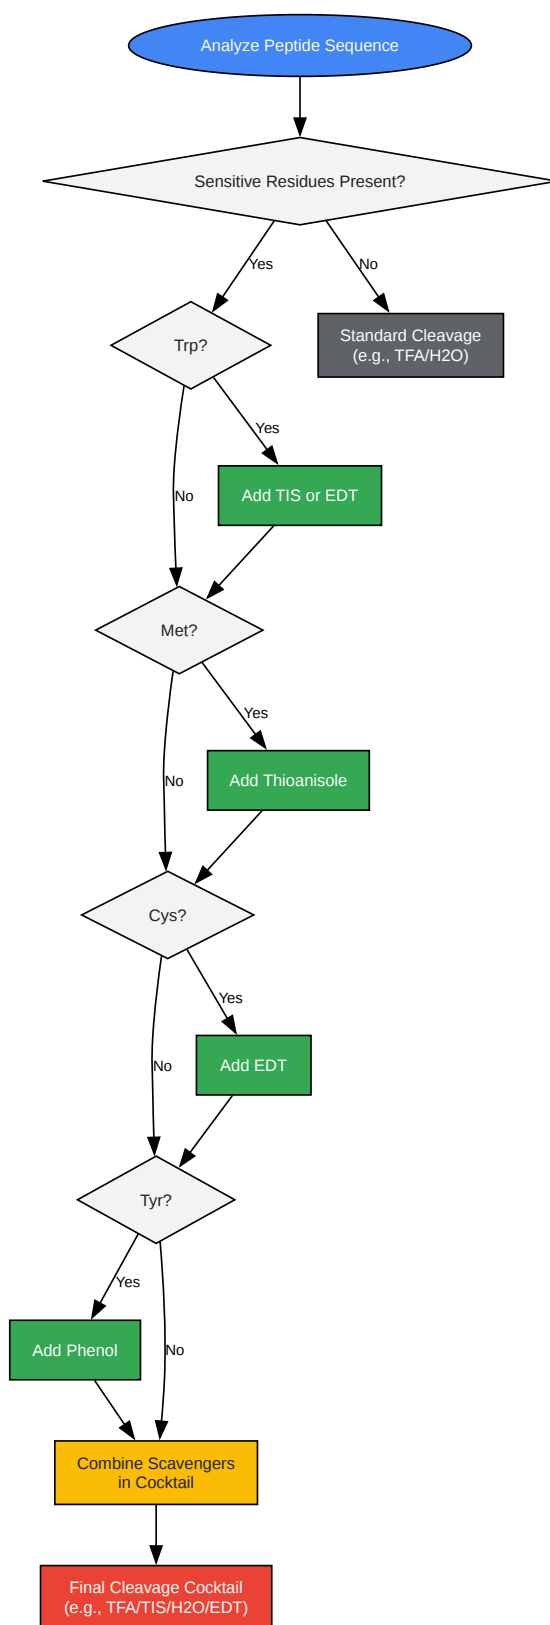 Analyze Peptide Sequence
Sensitive Residues Present?
Yes
No
Standard Cleavage
(e.g., TFA/H2O)
Trp?
Yes
No
Add TIS or EDT
Met?
Yes
No
Add Thioanisole
Cys?
Yes
No
Add EDT
Tyr?
Yes
No
Add Phenol
Combine Scavengers
in Cocktail
Final Cleavage Cocktail
(e.g., TFA/TIS/H2O/EDT)